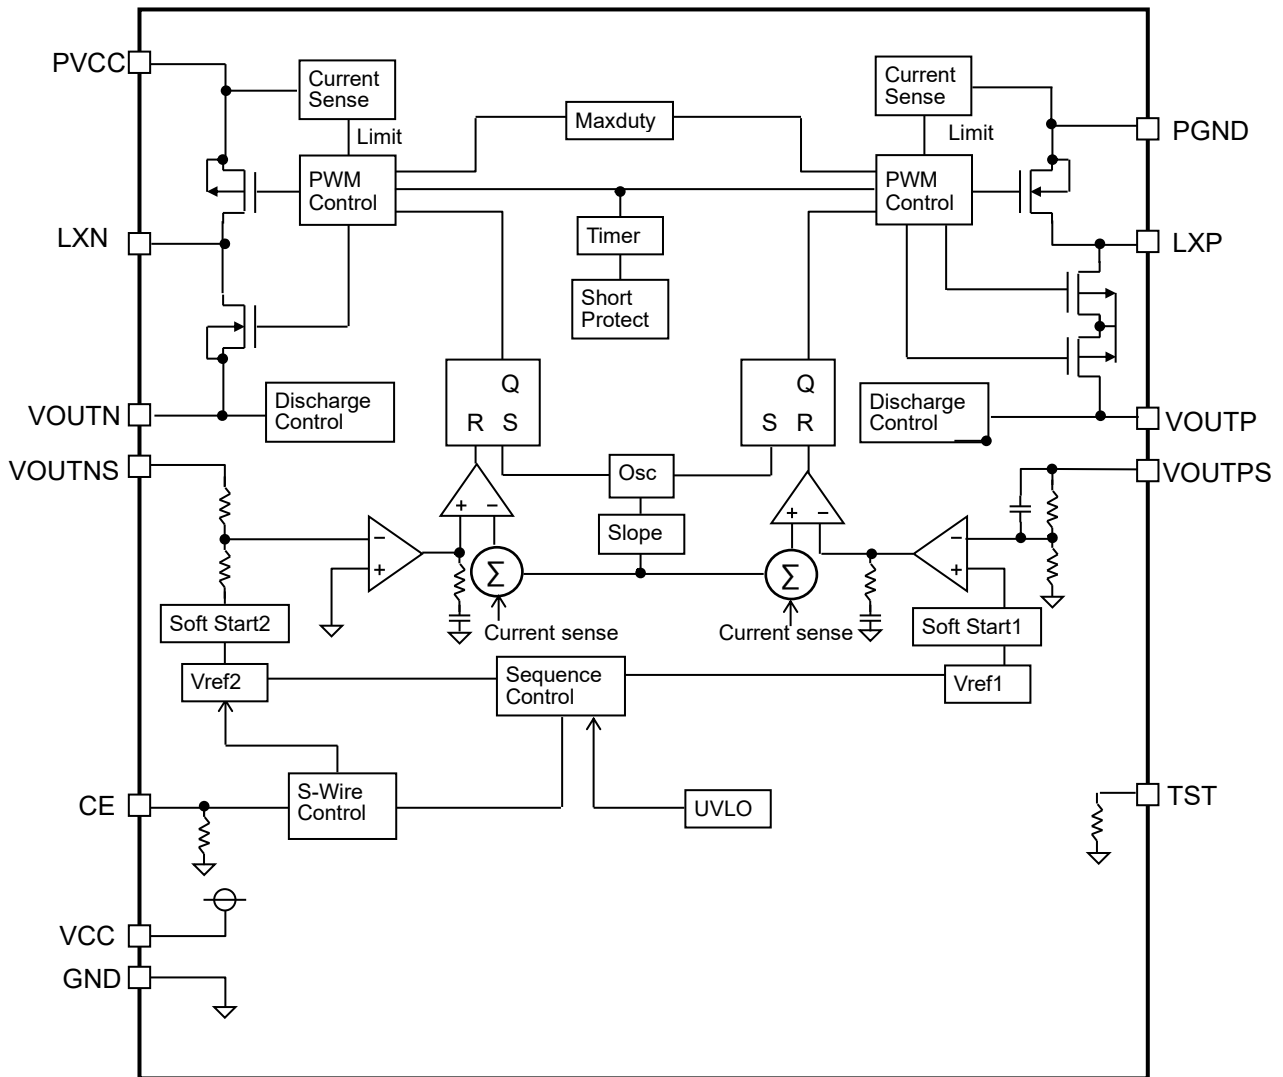 PVCC
Current
Sense
Limit
Maxduty
Current
Sense
Limit
PGND
PWM
Control
PWM
Control
LXN
Timer
LXP
Short
Protect
Q
R S
Q
S R
Discharge
Control
Discharge
Control
VOUTN
VOUTP
VOUTNS
Osc
VOUTPS
+ −
+ −
Slope
−
+
−
+
Σ
Σ
Soft Start2
Current sense
Current sense
Soft Start1
Vref2
Sequence
Control
Vref1
CE
S-Wire
Control
UVLO
TST
VCC
GND